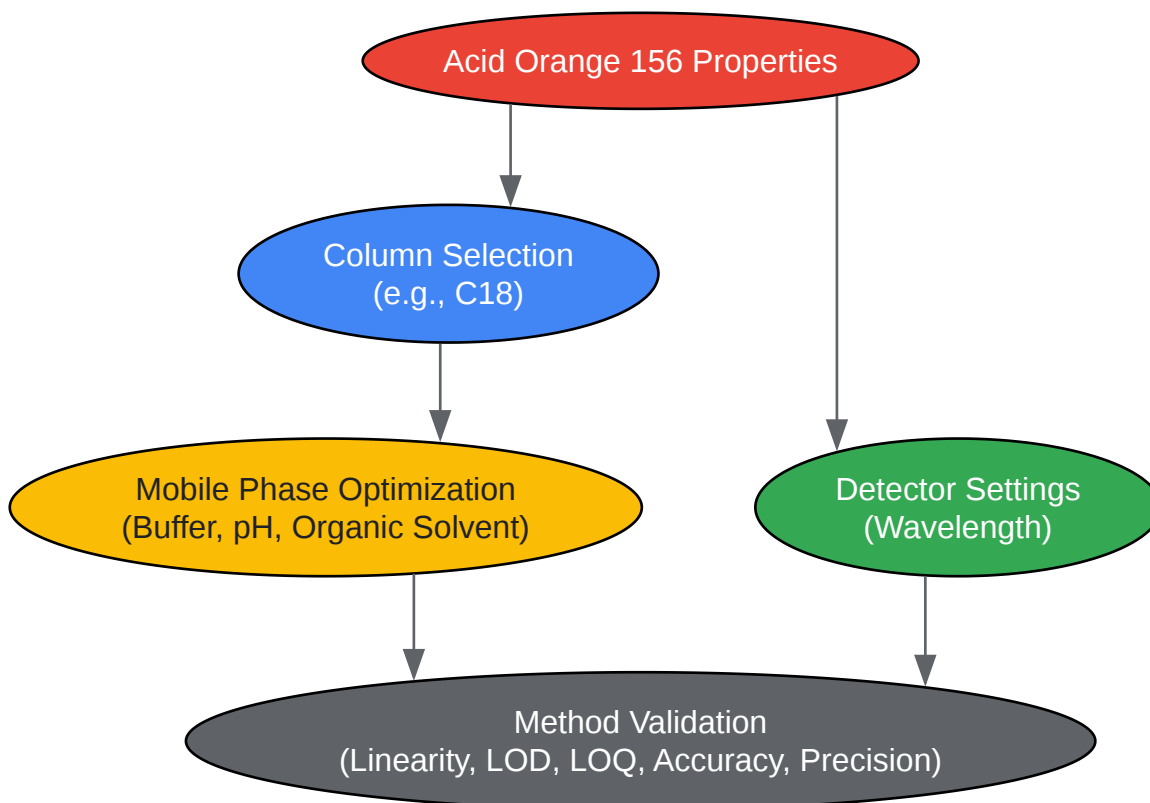 Acid Orange 156 Properties
Column Selection
(e.g., C18)
Mobile Phase Optimization
(Buffer, pH, Organic Solvent)
Detector Settings
(Wavelength)
Method Validation
(Linearity, LOD, LOQ, Accuracy, Precision)